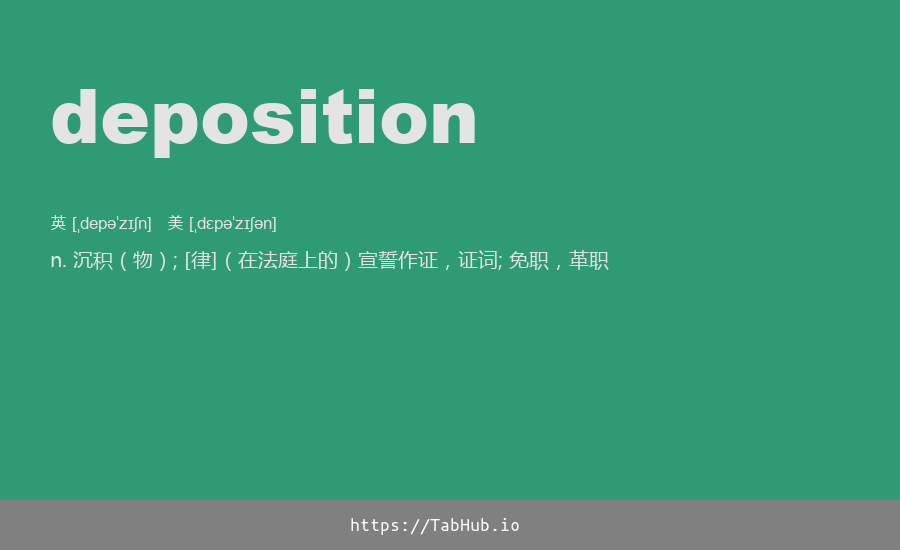 deposition
英 [ˌdepəˈzɪʃn] 美 [ˌdɛpəˈzɪʃən]
n. 沉积（物）; [律]（在法庭上的）宣誓作证，证词; 免职，革职
https://TabHub.io